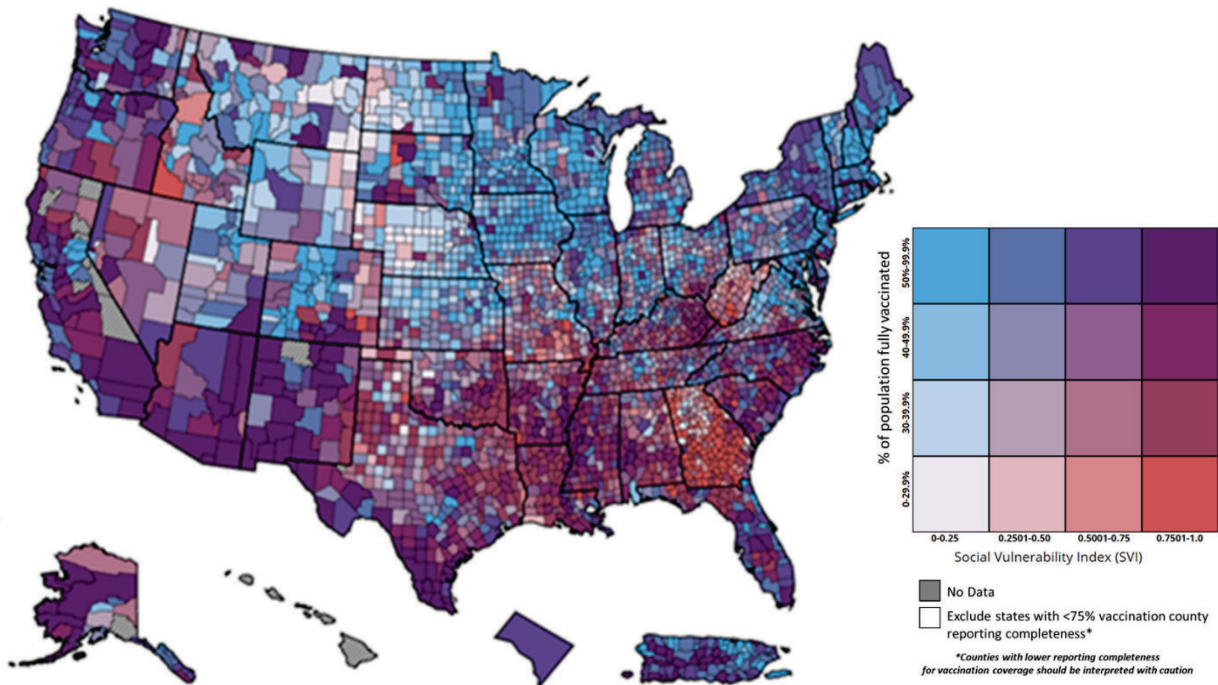 % of population fully vaccinated
50%-99.9%
40-49.9%
30-39.9%
0-29.9%
0-0.25 0.2501-0.50 0.5001-0.75 0.7501-1.0
Social Vulnerability Index (SVI)
No Data
Exclude states with <75% vaccination county
reporting completeness*
*Counties with lower reporting completeness
for vaccination coverage should be interpreted with caution